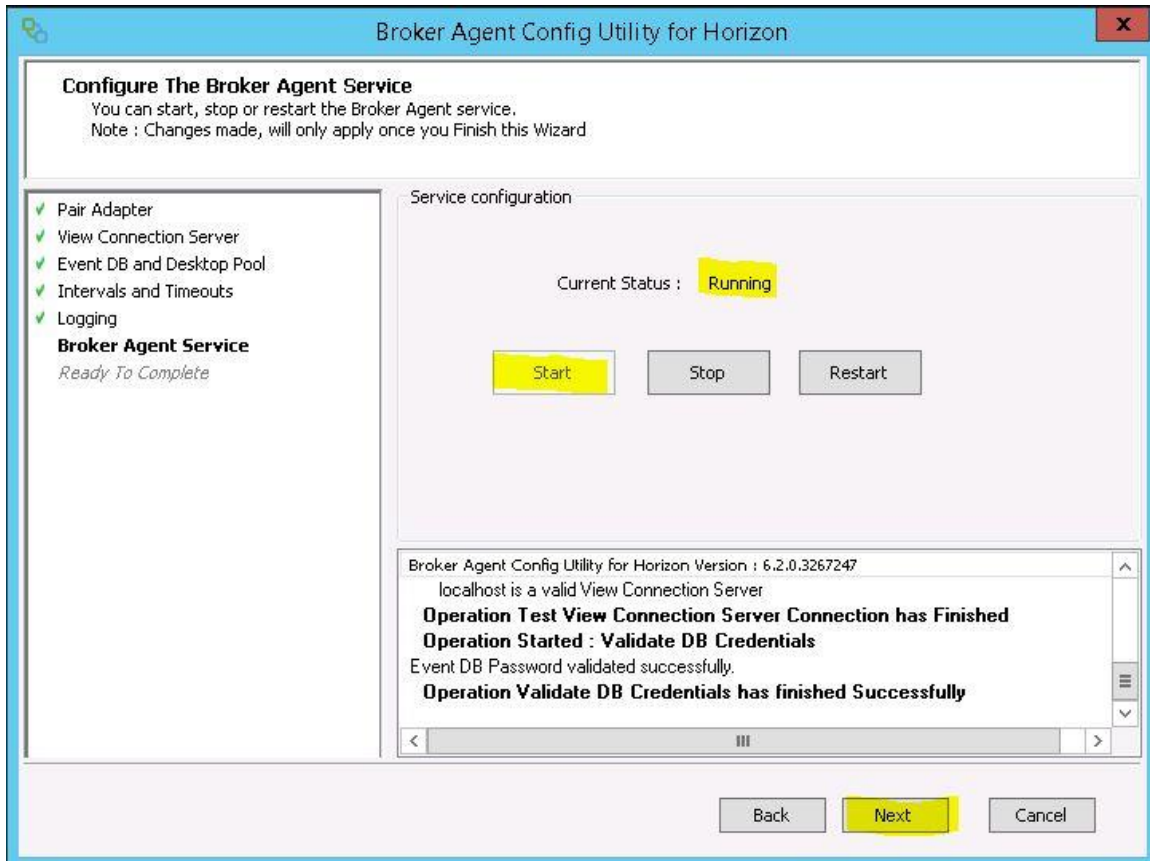 Broker Agent Config Utility for Horizon
X
Configure The Broker Agent Service
You can start, stop or restart the Broker Agent service.
Note : Changes made, will only apply once you Finish this Wizard
Pair Adapter
View Connection Server
Event DB and Desktop Pool
Intervals and Timeouts
Logging
Broker Agent Service
Ready To Complete
Service configuration
Current Status : Running
Start Stop Restart
Broker Agent Config Utility for Horizon Version : 6.2.0.3267247
localhost is a valid View Connection Server
Operation Test View Connection Server Connection has Finished
Operation Started : Validate DB Credentials
Event DB Password validated successfully.
Operation Validate DB Credentials has finished Successfully
Back Next Cancel